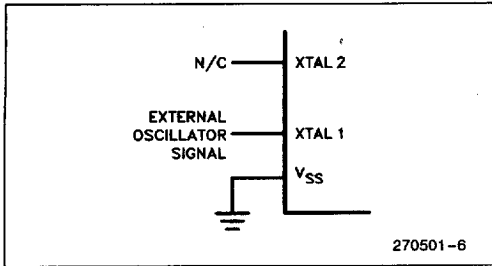 N/C
XTAL 2
EXTERNAL
OSCILLATOR
SIGNAL
XTAL 1
VSS
270501-6